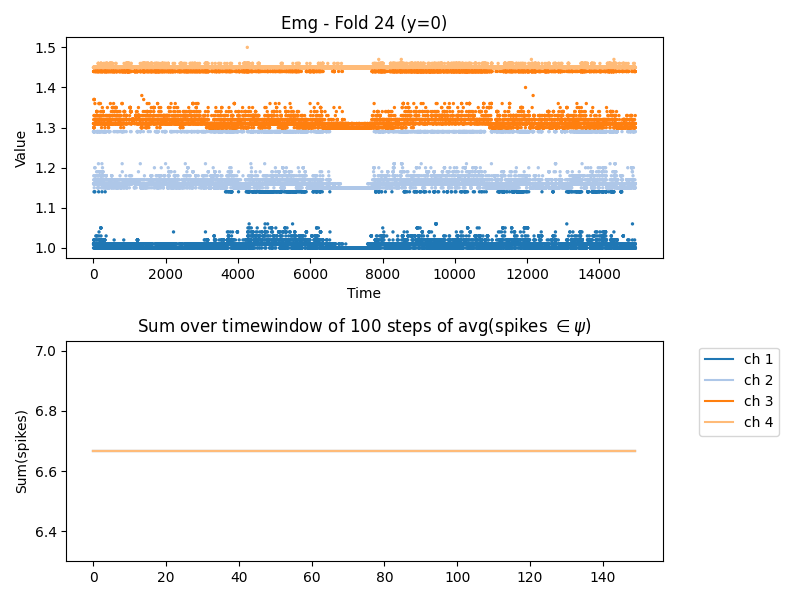 Emg - Fold 24 (y=0)
1.5
1.4
1.3
1.2
1.1
1.0
Value
0 2000 4000 6000 8000 10000 12000 14000
Time
Sum over timewindow of 100 steps of avg(spikes ∈ ψ)
7.0
6.8
6.6
6.4
Sum(spikes)
0 20 40 60 80 100 120 140
ch 1
ch 2
ch 3
ch 4